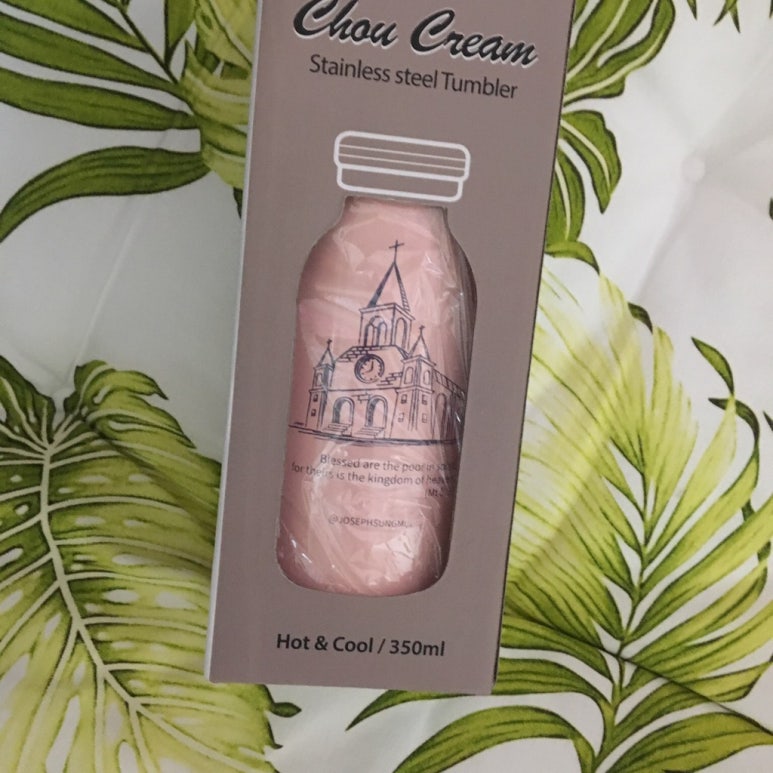 Chou Cream
Stainless steel Tumbler
Blessed are the poor in
for theirs is the kingdom of heaven
@JOSEPHSUNGMU
Hot & Cool / 350ml